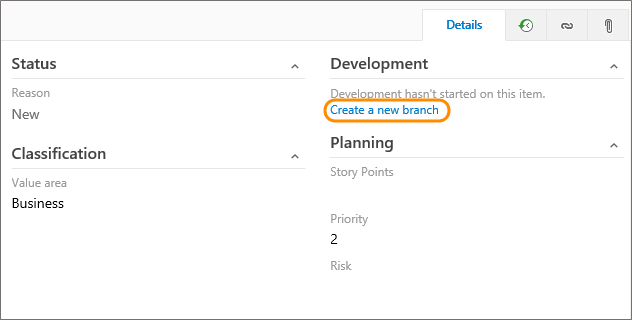 Details
Status
Reason
New
Classification
Value area
Business
Development
Development hasn't started on this item.
Create a new branch
Planning
Story Points
Priority
2
Risk